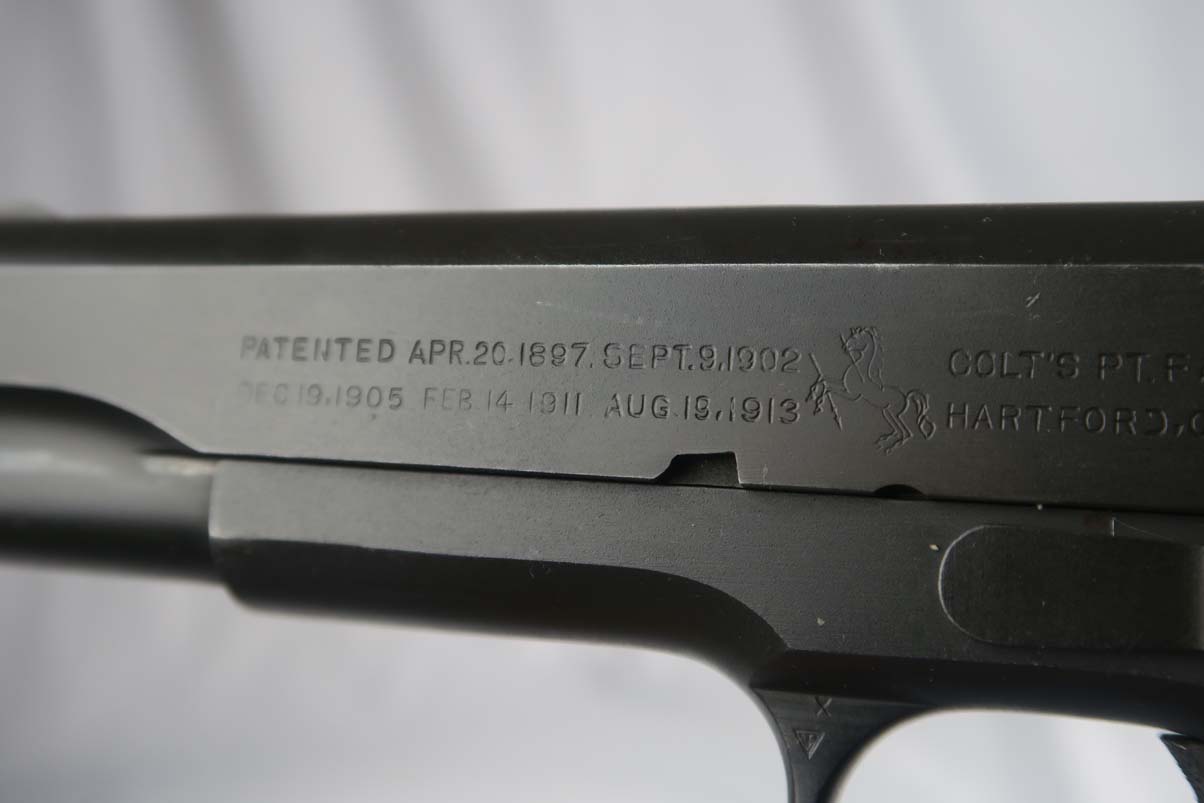 PATENTED APR.20.1897. SEPT.9,1902
DEC 19,1905 FEB 14 1911 AUG.19,1913
COLT'S PT. F.
HARTFORD, C
X